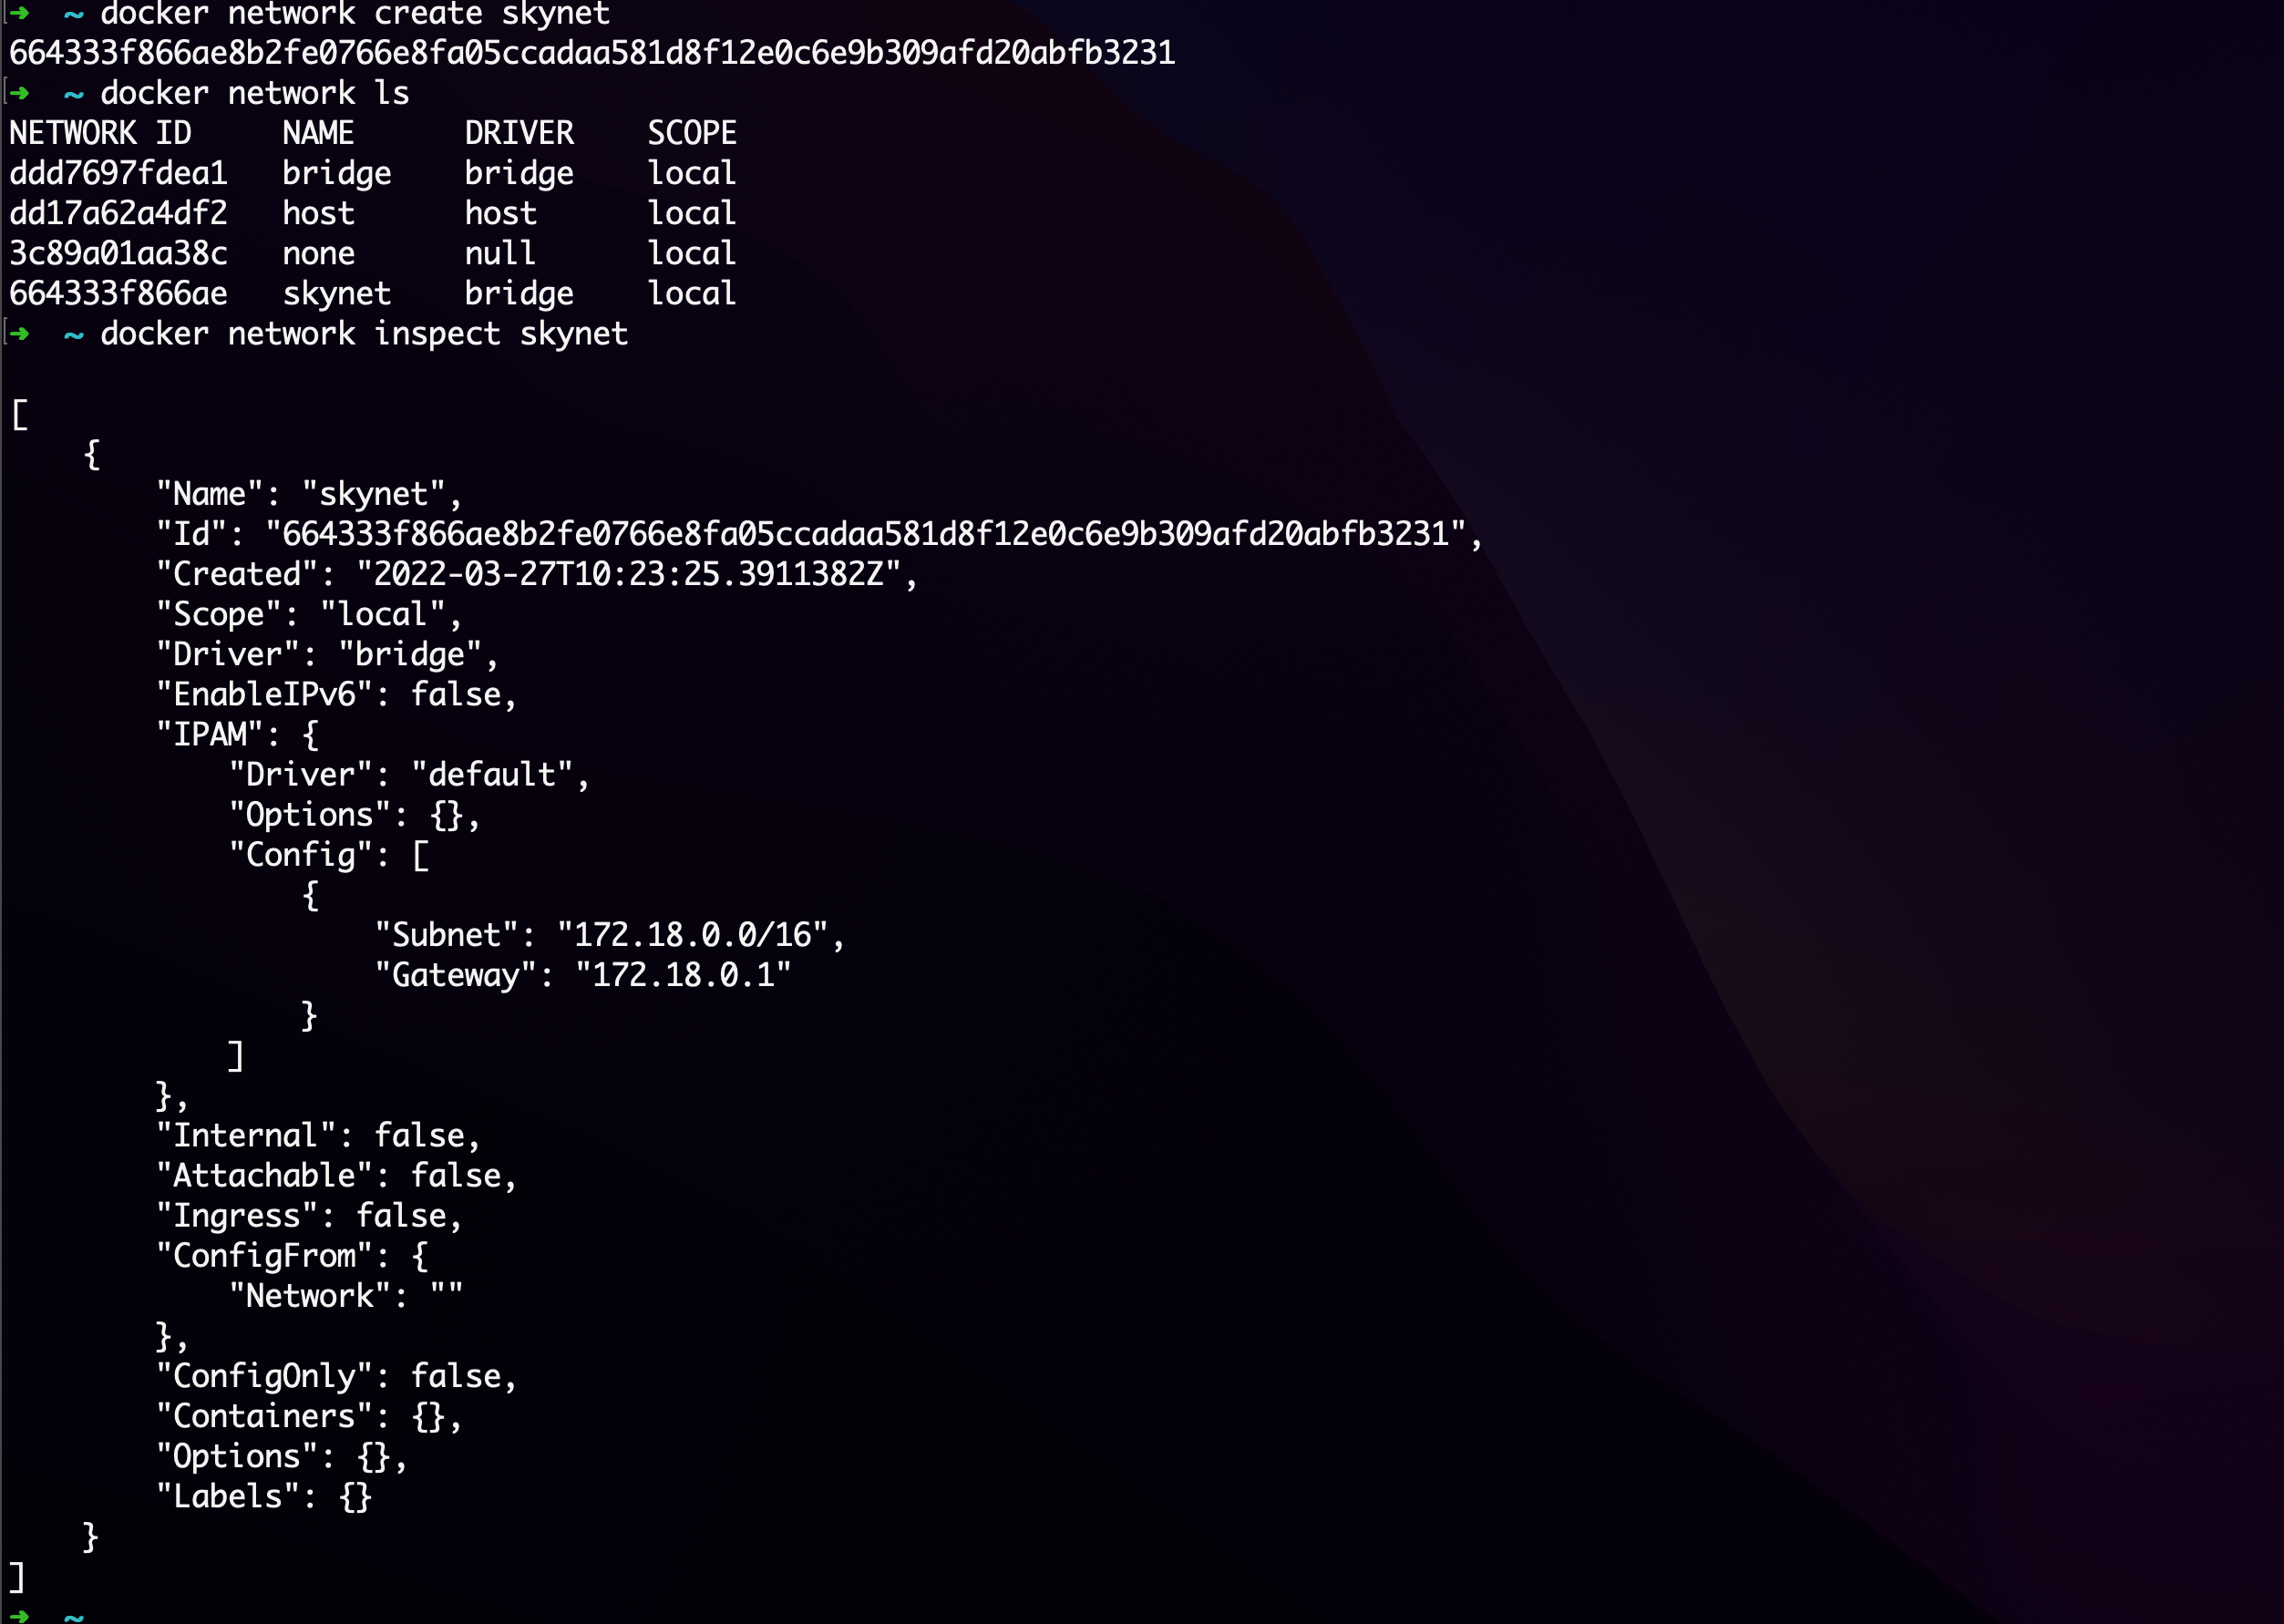 ➜  ~ docker network create skynet
664333f866ae8b2fe0766e8fa05ccadaa581d8f12e0c6e9b309afd20abfb3231
➜  ~ docker network ls
NETWORK ID     NAME      DRIVER    SCOPE
ddd7697fdea1   bridge    bridge    local
dd17a62a4df2   host      host      local
3c89a01aa38c   none      null      local
664333f866ae   skynet    bridge    local
➜  ~ docker network inspect skynet
[
    {
        "Name": "skynet",
        "Id": "664333f866ae8b2fe0766e8fa05ccadaa581d8f12e0c6e9b309afd20abfb3231",
        "Created": "2022-03-27T10:23:25.3911382Z",
        "Scope": "local",
        "Driver": "bridge",
        "EnableIPv6": false,
        "IPAM": {
            "Driver": "default",
            "Options": {},
            "Config": [
                {
                    "Subnet": "172.18.0.0/16",
                    "Gateway": "172.18.0.1"
                }
            ]
        },
        "Internal": false,
        "Attachable": false,
        "Ingress": false,
        "ConfigFrom": {
            "Network": ""
        },
        "ConfigOnly": false,
        "Containers": {},
        "Options": {},
        "Labels": {}
    }
]
➜  ~